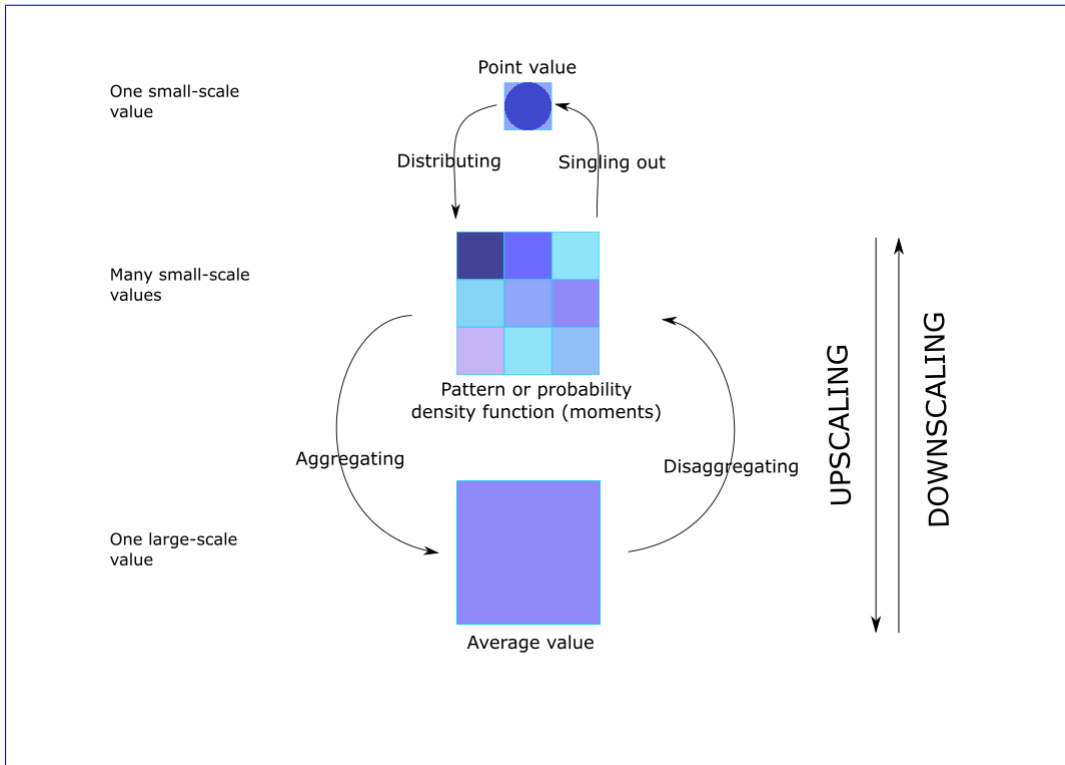 Point value
One small-scale
value
Distributing
Singling out
Many small-scale
values
Pattern or probability
density function (moments)
Aggregating
Disaggregating
UPSCALING
DOWNSCALING
One large-scale
value
Average value